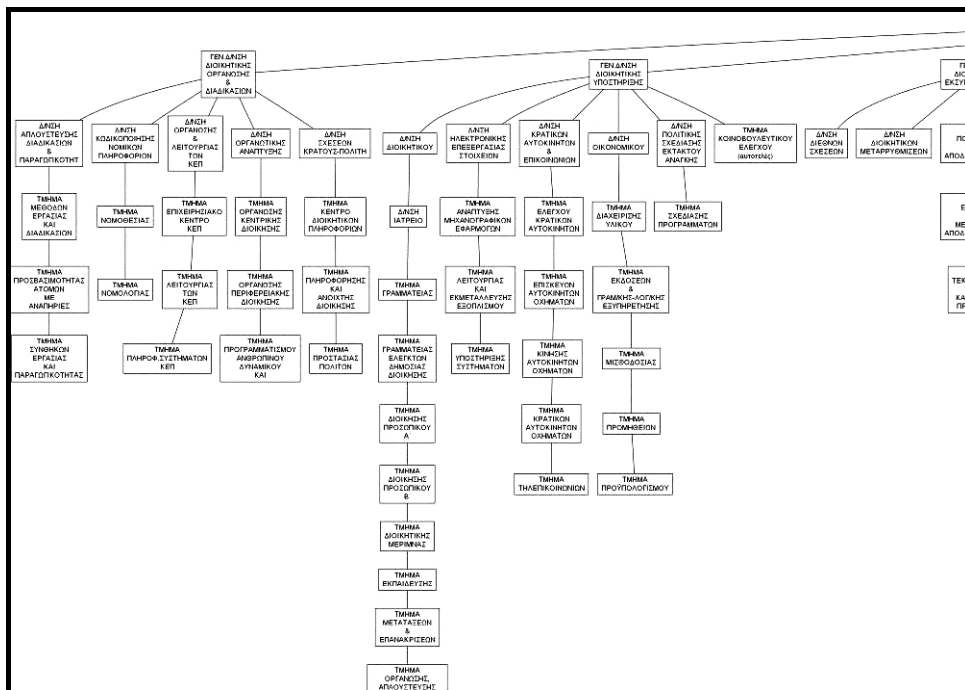 ΓΕΝ.Δ/ΝΣΗ
ΔΙΟΙΚΗΤΙΚΗΣ
ΟΡΓΑΝΩΣΗΣ
&
ΔΙΑΔΙΚΑΣΙΩΝ
ΓΕΝ.Δ/ΝΣΗ
ΔΙΟΙΚΗΤΙΚΗΣ
ΥΠΟΣΤΗΡΙΞΗΣ
Δ/ΝΣΗ
ΑΠΛΟΥΣΤΕΥΣΗΣ
ΔΙΑΔΙΚΑΣΙΩΝ
&
ΠΑΡΑΓΩΓΙΚΟΤΗΤ
Δ/ΝΣΗ
ΚΩΔΙΚΟΠΟΙΗΣΗΣ
ΝΟΜΙΚΩΝ
ΠΛΗΡΟΦΟΡΙΩΝ
Δ/ΝΣΗ
ΟΡΓΑΝΩΣΗΣ
&
ΛΕΙΤΟΥΡΓΙΑΣ
ΤΩΝ
ΚΕΠ
Δ/ΝΣΗ
ΟΡΓΑΝΩΤΙΚΗΣ
ΑΝΑΠΤΥΞΗΣ
Δ/ΝΣΗ
ΣΧΕΣΕΩΝ
ΚΡΑΤΟΥΣ-ΠΟΛΙΤΗ
Δ/ΝΣΗ
ΔΙΟΙΚΗΤΙΚΟΥ
Δ/ΝΣΗ
ΗΛΕΚΤΡΟΝΙΚΗΣ
ΕΠΕΞΕΡΓΑΣΙΑΣ
ΣΤΟΙΧΕΙΩΝ
Δ/ΝΣΗ
ΚΡΑΤΙΚΩΝ
ΑΥΤΟΚΙΝΗΤΩΝ
&
ΕΠΙΚΟΙΝΩΝΙΩΝ
Δ/ΝΣΗ
ΟΙΚΟΝΟΜΙΚΟΥ
Δ/ΝΣΗ
ΠΟΛΙΤΙΚΗΣ
ΣΧΕΔΙΑΣΗΣ
ΕΚΤΑΚΤΟΥ
ΑΝΑΓΚΗΣ
ΤΜΗΜΑ
ΚΟΙΝΟΒΟΥΛΕΥΤΙΚΟΥ
ΕΛΕΓΧΟΥ
(αυτοτελές)
Δ/ΝΣΗ
ΔΙΕΘΝΩΝ
ΣΧΕΣΕΩΝ
Δ/ΝΣΗ
ΔΙΟΙΚΗΤΙΚΩΝ
ΜΕΤΑΡΡΥΘΜΙΣΕΩΝ
ΤΜΗΜΑ
ΜΕΘΟΔΩΝ
ΕΡΓΑΣΙΑΣ
ΚΑΙ
ΔΙΑΔΙΚΑΣΙΩΝ
ΤΜΗΜΑ
ΝΟΜΟΘΕΣΙΑΣ
ΤΜΗΜΑ
ΕΠΙΧΕΙΡΗΣΙΑΚΟ
ΚΕΝΤΡΟ
ΚΕΠ
ΤΜΗΜΑ
ΟΡΓΑΝΩΣΗΣ
ΚΕΝΤΡΙΚΗΣ
ΔΙΟΙΚΗΣΗΣ
ΤΜΗΜΑ
ΚΕΝΤΡΟ
ΔΙΟΙΚΗΤΙΚΩΝ
ΠΛΗΡΟΦΟΡΙΩΝ
Δ/ΝΣΗ
ΙΑΤΡΕΙΟ
ΤΜΗΜΑ
ΑΝΑΠΤΥΞΗΣ
ΜΗΧΑΝΟΓΡΑΦΙΚΩΝ
ΕΦΑΡΜΟΓΩΝ
ΤΜΗΜΑ
ΕΛΕΓΧΟΥ
ΚΡΑΤΙΚΩΝ
ΑΥΤΟΚΙΝΗΤΩΝ
ΤΜΗΜΑ
ΔΙΑΧΕΙΡΙΣΗΣ
ΥΛΙΚΟΥ
ΤΜΗΜΑ
ΣΧΕΔΙΑΣΗΣ
ΠΡΟΓΡΑΜΜΑΤΩΝ
ΤΜΗΜΑ
ΠΡΟΣΒΑΣΙΜΟΤΗΤΑΣ
ΑΤΟΜΩΝ
ΜΕ
ΑΝΑΠΗΡΙΕΣ
ΤΜΗΜΑ
ΝΟΜΟΛΟΓΙΑΣ
ΤΜΗΜΑ
ΛΕΙΤΟΥΡΓΙΑΣ
ΤΩΝ
ΚΕΠ
ΤΜΗΜΑ
ΟΡΓΑΝΩΣΗΣ
ΠΕΡΙΦΕΡΕΙΑΚΗΣ
ΔΙΟΙΚΗΣΗΣ
ΤΜΗΜΑ
ΠΛΗΡΟΦΟΡΗΣΗΣ
ΚΑΙ
ΑΝΟΙΧΤΗΣ
ΔΙΟΙΚΗΣΗΣ
ΤΜΗΜΑ
ΓΡΑΜΜΑΤΕΙΑΣ
ΤΜΗΜΑ
ΛΕΙΤΟΥΡΓΙΑΣ
ΚΑΙ
ΕΚΜΕΤΑΛΛΕΥΣΗΣ
ΕΞΟΠΛΙΣΜΟΥ
ΤΜΗΜΑ
ΕΠΙΣΚΕΥΩΝ
ΑΥΤΟΚΙΝΗΤΩΝ
ΟΧΗΜΑΤΩΝ
ΤΜΗΜΑ
ΕΚΔΟΣΕΩΝ
&
ΓΡΑΜ/ΚΗΣ-ΛΟΓ/ΚΗΣ
ΕΞΥΠΗΡΕΤΗΣΗΣ
ΤΜΗΜΑ
ΣΥΝΘΗΚΩΝ
ΕΡΓΑΣΙΑΣ
ΚΑΙ
ΠΑΡΑΓΩΓΙΚΟΤΗΤΑΣ
ΤΜΗΜΑ
ΠΛΗΡΟΦ.ΣΥΣΤΗΜΑΤΩΝ
ΚΕΠ
ΤΜΗΜΑ
ΠΡΟΓΡΑΜΜΑΤΙΣΜΟΥ
ΑΝΘΡΩΠΙΝΟΥ
ΔΥΝΑΜΙΚΟΥ
ΚΑΙ
ΤΜΗΜΑ
ΠΡΟΣΤΑΣΙΑΣ
ΠΟΛΙΤΩΝ
ΤΜΗΜΑ
ΓΡΑΜΜΑΤΕΙΑΣ
ΕΛΕΓΚΤΩΝ
ΔΗΜΟΣΙΑΣ
ΔΙΟΙΚΗΣΗΣ
ΤΜΗΜΑ
ΥΠΟΣΤΗΡΙΞΗΣ
ΣΥΣΤΗΜΑΤΩΝ
ΤΜΗΜΑ
ΚΙΝΗΣΗΣ
ΑΥΤΟΚΙΝΗΤΩΝ
ΟΧΗΜΑΤΩΝ
ΤΜΗΜΑ
ΜΙΣΘΟΔΟΣΙΑΣ
ΤΜΗΜΑ
ΔΙΟΙΚΗΣΗΣ
ΠΡΟΣΩΠΙΚΟΥ
Α΄
ΤΜΗΜΑ
ΚΡΑΤΙΚΩΝ
ΑΥΤΟΚΙΝΗΤΩΝ
ΟΧΗΜΑΤΩΝ
ΤΜΗΜΑ
ΠΡΟΜΗΘΕΙΩΝ
ΤΜΗΜΑ
ΔΙΟΙΚΗΣΗΣ
ΠΡΟΣΩΠΙΚΟΥ
Β΄
ΤΜΗΜΑ
ΤΗΛΕΠΙΚΟΙΝΩΝΙΩΝ
ΤΜΗΜΑ
ΠΡΟΫΠΟΛΟΓΙΣΜΟΥ
ΤΜΗΜΑ
ΔΙΟΙΚΗΤΙΚΗΣ
ΜΕΡΙΜΝΑΣ
ΤΜΗΜΑ
ΕΚΠΑΙΔΕΥΣΗΣ
ΤΜΗΜΑ
ΜΕΤΑΤΑΞΕΩΝ
&
ΕΠΑΝΑΚΡΙΣΕΩΝ
ΤΜΗΜΑ
ΟΡΓΑΝΩΣΗΣ,
ΑΠΛΟΥΣΤΕΥΣΗΣ